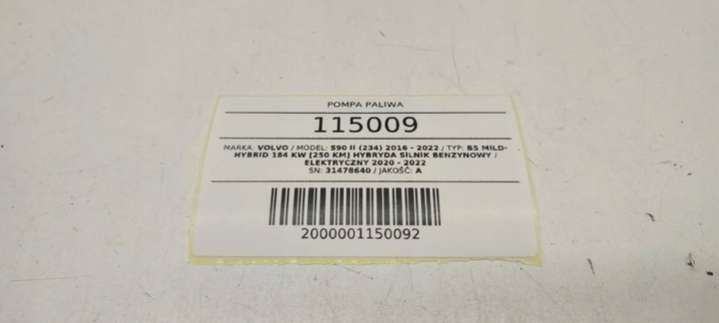 POMPA PALIWA
115009
MARKA: VOLVO / MODEL: S90 II (234) 2016 - 2022 / TYP: B5 MILD-
HYBRID 184 KW [250 KM] HYBRYDA SILNIK BENZYNOWY /
ELEKTRYCZNY 2020 - 2022
SN: 31478640 / JAKOŚĆ: A
2000001150092